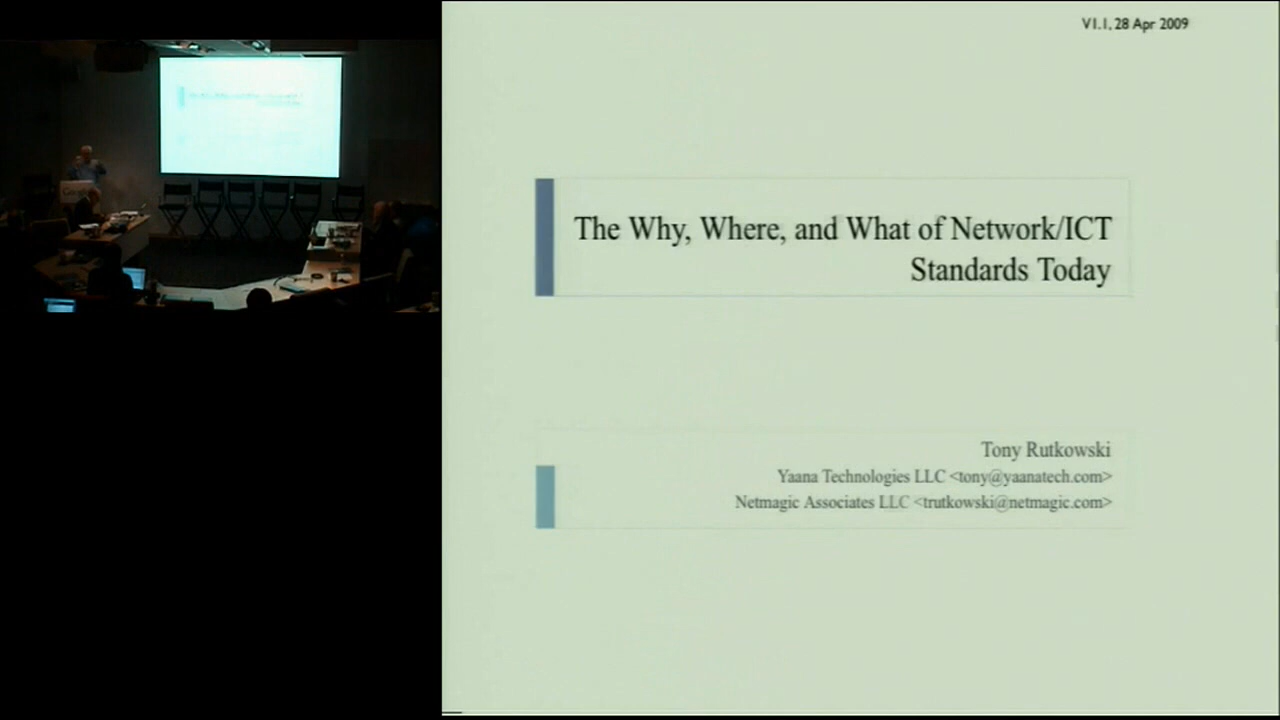 V1.1, 28 Apr 2009
The Why, Where, and What of Network/ICT
Standards Today
Tony Rutkowski
Yaana Technologies LLC <tony@yaanatech.com>
Netmagic Associates LLC <trutkowski@netmagic.com>